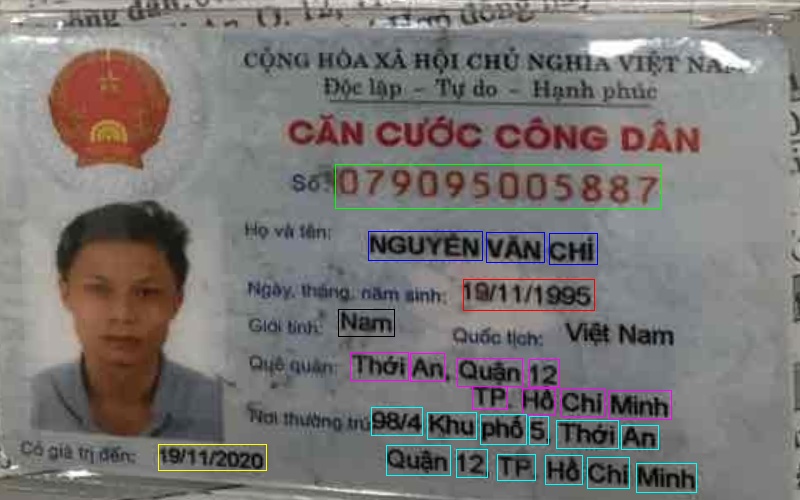 CỘNG HÒA XÃ HỘI CHỦ NGHĨA VIỆT NAM
Độc lập - Tự do - Hạnh phúc
CĂN CƯỚC CÔNG DÂN
Số: 079095005887
Họ và tên: NGUYỄN VĂN CHÍ
Ngày, tháng, năm sinh: 19/11/1995
Giới tính: Nam Quốc tịch: Việt Nam
Quê quán: Thới An, Quận 12
TP. Hồ Chí Minh
Nơi thường trú: 98/4 Khu phố 5, Thới An
Quận 12, TP. Hồ Chí Minh
Có giá trị đến: 19/11/2020